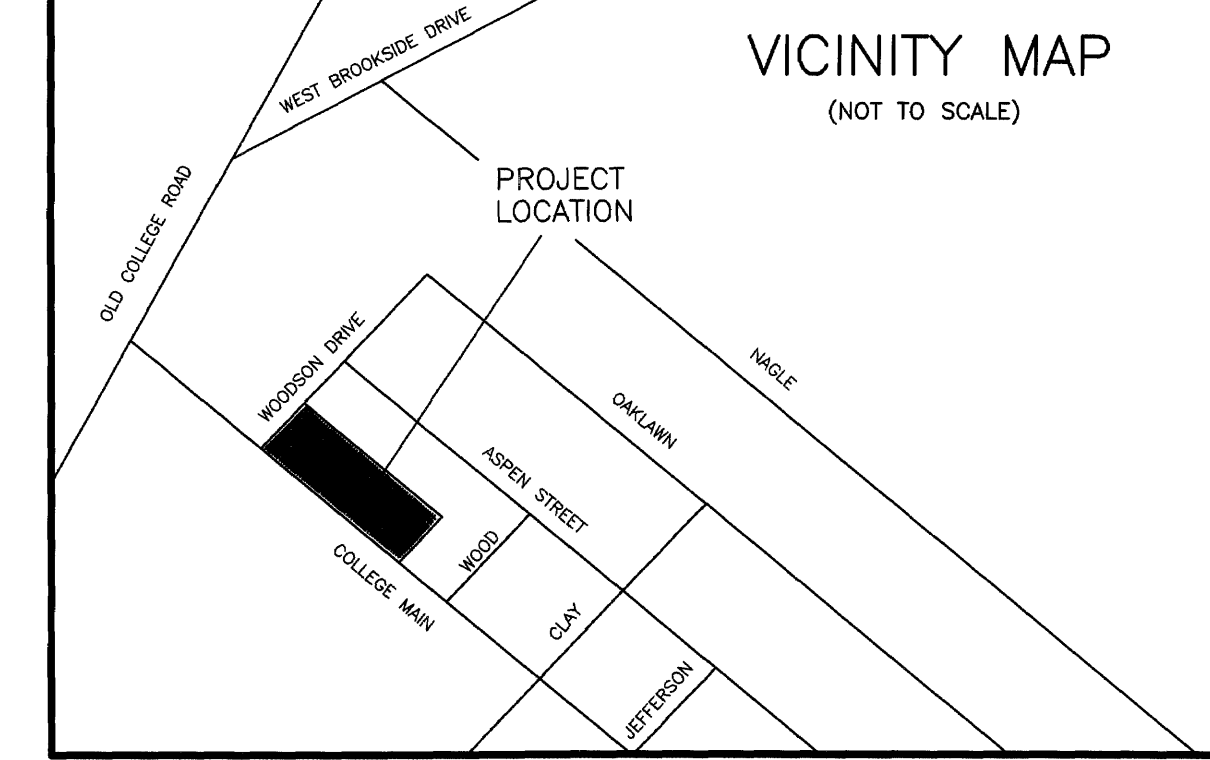 VICINITY MAP
(NOT TO SCALE)
WEST BROOKSIDE DRIVE
PROJECT
LOCATION
OLD COLLEGE ROAD
WOODSON DRIVE
NAGLE
OAKLAWN
ASPEN STREET
WOOD
COLLEGE MAIN
CLAY
JEFFERSON